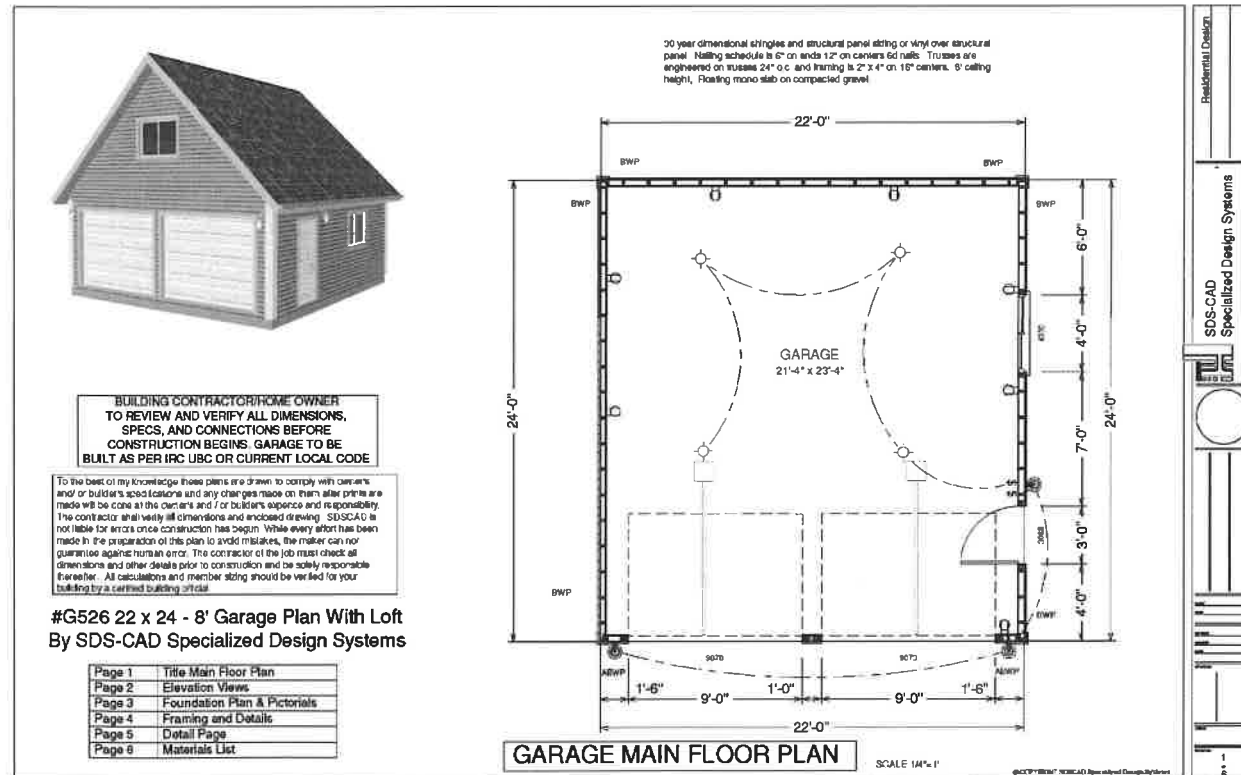 30 year dimensional shingles and structural panel siding or vinyl over structural
panel Nailing schedule is 6" on ends 12" on centers 6d nails Trusses are
engineered on trusses 24" o.c. and framing is 2" x 4" on 16" centers. 8' ceiling
height, Floating mono slab on compacted gravel
22'-0"
BWP
BWP
BWP
BWP
24'-0"
GARAGE
21'-4" x 23'-4"
6'-0"
4'-0"
7'-0"
3'-0"
4'-0"
24'-0"
3068
BWP
BWP
9070
9070
ABWP
ABWP
1'-6"
9'-0"
1'-0"
9'-0"
1'-6"
22'-0"
GARAGE MAIN FLOOR PLAN
SCALE 1/4"=1'
BUILDING CONTRACTOR/HOME OWNER
TO REVIEW AND VERIFY ALL DIMENSIONS,
SPECS, AND CONNECTIONS BEFORE
CONSTRUCTION BEGINS. GARAGE TO BE
BUILT AS PER IRC UBC OR CURRENT LOCAL CODE
To the best of my knowledge these plans are drawn to comply with owner's
and/ or builder's specifications and any changes made on them after prints are
made will be done at the owner's and / or builder's expence and responsibility.
The contractor shall verify all dimensions and enclosed drawing. SDSCAD is
not liable for errors once construction has begun. While every effort has been
made in the preparation of this plan to avoid mistakes, the maker can not
guarantee against human error. The contractor of the job must check all
dimensions and other details prior to construction and be solely responsible
thereafter. All calculations and member sizing should be verified for your
building by a certified building official
#G526 22 x 24 - 8' Garage Plan With Loft
By SDS-CAD Specialized Design Systems
Page 1 Title Main Floor Plan
Page 2 Elevation Views
Page 3 Foundation Plan & Pictorials
Page 4 Framing and Details
Page 5 Detail Page
Page 6 Materials List
Residential Design
SDS-CAD
Specialized Design Systems
1